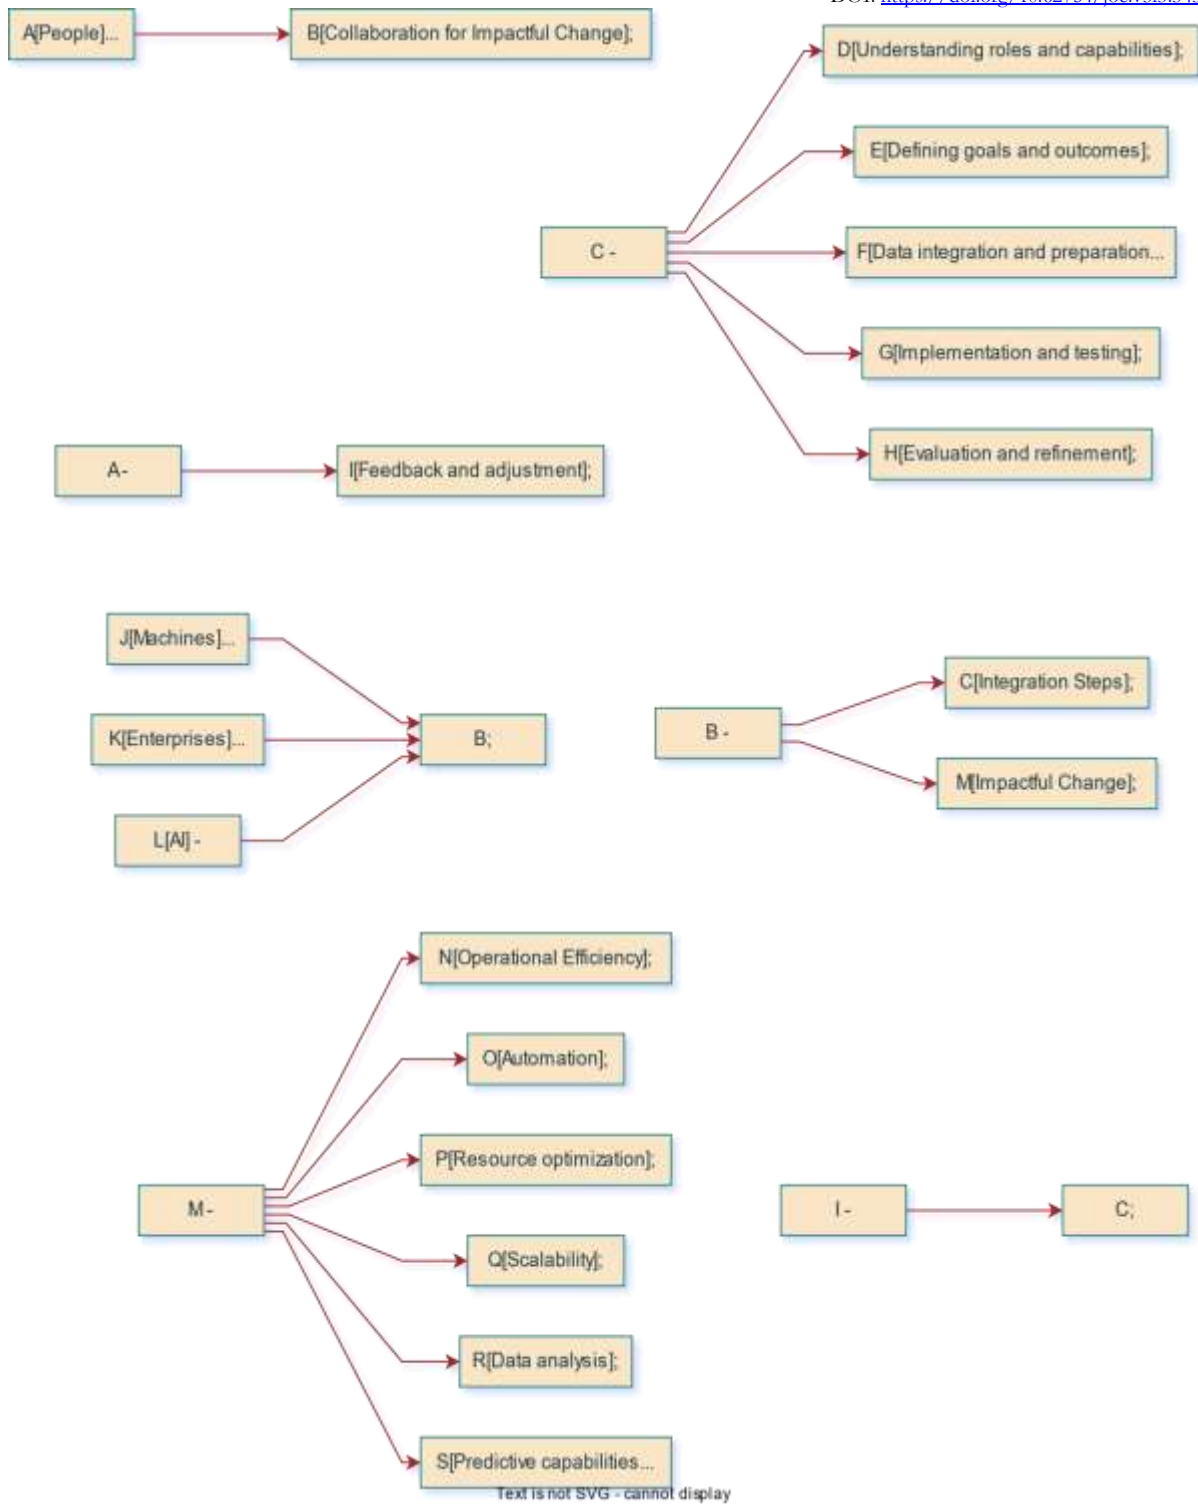 DOI:
A[People]...
B[Collaboration for Impactful Change];
D[Understanding roles and capabilities];
E[Defining goals and outcomes];
C -
F[Data integration and preparation...
G[Implementation and testing];
H[Evaluation and refinement];
A -
I[Feedback and adjustment];
J[Machines]...
K[Enterprises]...
L[AI] -
B;
B -
C[Integration Steps];
M[Impactful Change];
N[Operational Efficiency];
O[Automation];
P[Resource optimization];
M -
Q[Scalability];
R[Data analysis];
S[Predictive capabilities...
I -
C;
Text is not SVG - cannot display